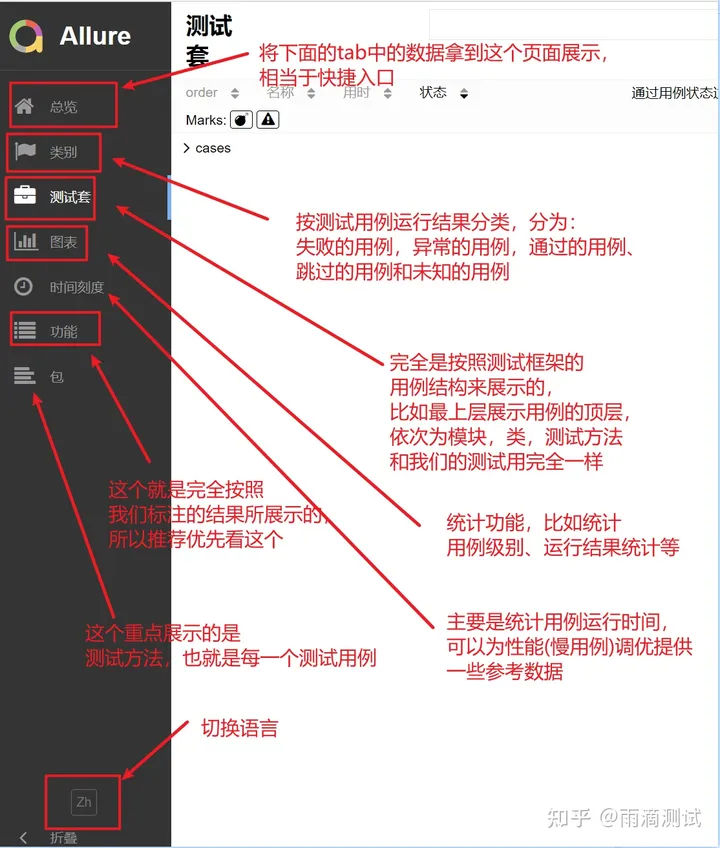 Allure
测试
套
将下面的tab中的数据拿到这个页面展示，
相当于快捷入口
order
名称
用时
状态
通过用例状态
Marks:
cases
总览
类别
测试套
图表
时间刻度
功能
包
按测试用例运行结果分类，分为：
失败的用例，异常的用例，通过的用例、
跳过的用例和未知的用例
完全是按照测试框架的
用例结构来展示的，
比如最上层展示用例的顶层，
依次为模块，类，测试方法
和我们的测试用完全一样
这个就是完全按照
我们标注的结果所展示的，
所以推荐优先看这个
统计功能，比如统计
用例级别、运行结果统计等
主要是统计用例运行时间，
可以为性能(慢用例)调优提供
一些参考数据
这个重点展示的是
测试方法，也就是每一个测试用例
切换语言
Zh
折叠
知乎 @雨滴测试